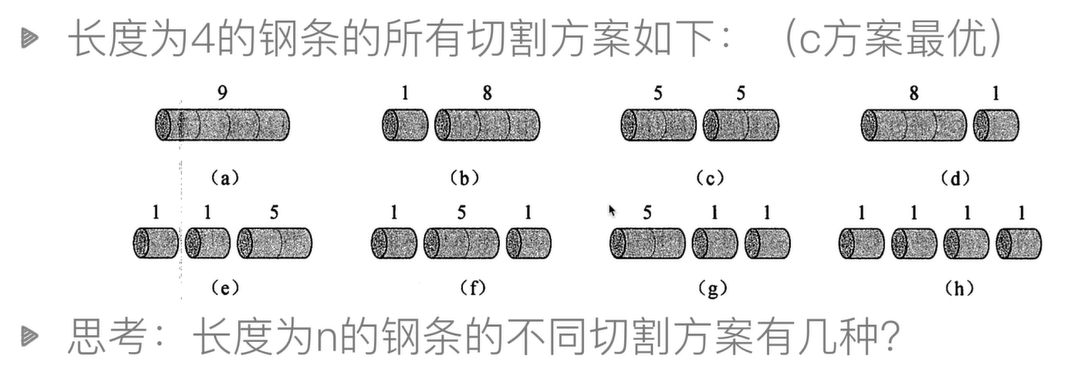 长度为4的钢条的所有切割方案如下：（c方案最优）
9 1 8 5 5 8 1
(a) (b) (c) (d)
1 1 5 1 5 1 5 1 1 1 1 1 1
(e) (f) (g) (h)
思考：长度为n的钢条的不同切割方案有几种？